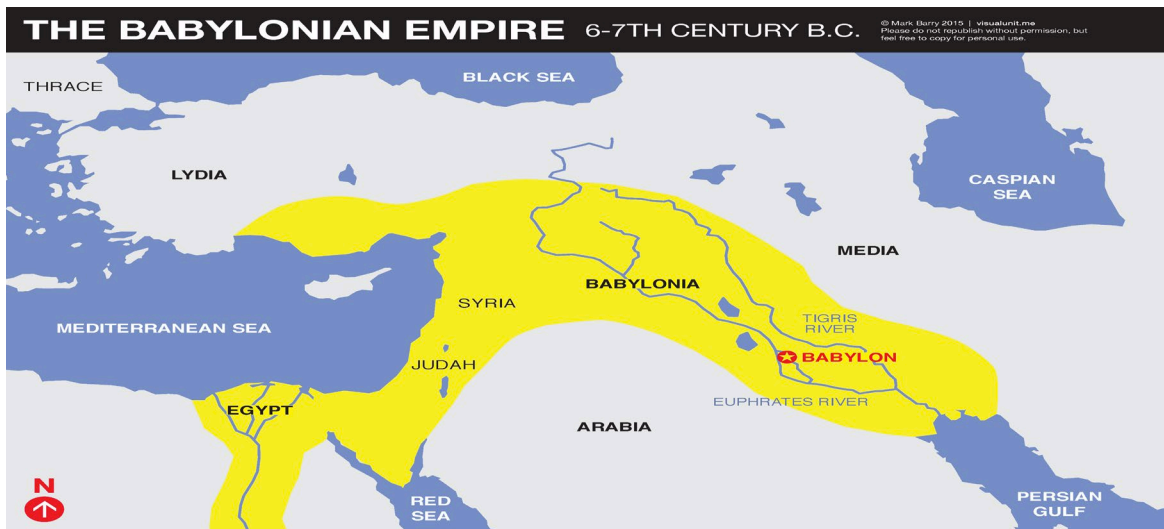 THE BABYLONIAN EMPIRE 6-7TH CENTURY B.C.
© Mark Barry 2015 | visualunit.me
Please do not republish without permission, but
feel free to copy for personal use.
THRACE
BLACK SEA
LYDIA
CASPIAN
SEA
MEDIA
BABYLONIA
SYRIA
MEDITERRANEAN SEA
TIGRIS
RIVER
BABYLON
JUDAH
EUPHRATES RIVER
EGYPT
ARABIA
N
RED
SEA
PERSIAN
GULF